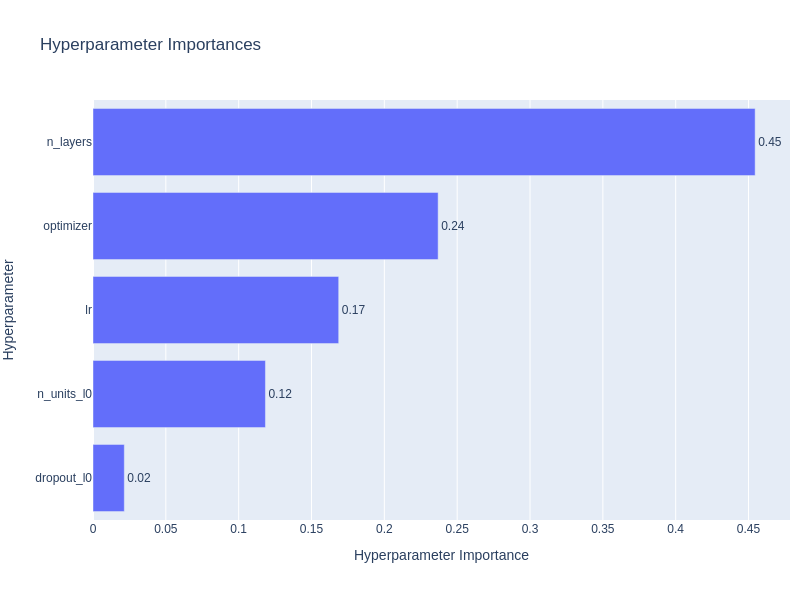 Hyperparameter Importances
n_layers
0.45
optimizer
0.24
lr
0.17
n_units_l0
0.12
dropout_l0
0.02
Hyperparameter
0 0.05 0.1 0.15 0.2 0.25 0.3 0.35 0.4 0.45
Hyperparameter Importance